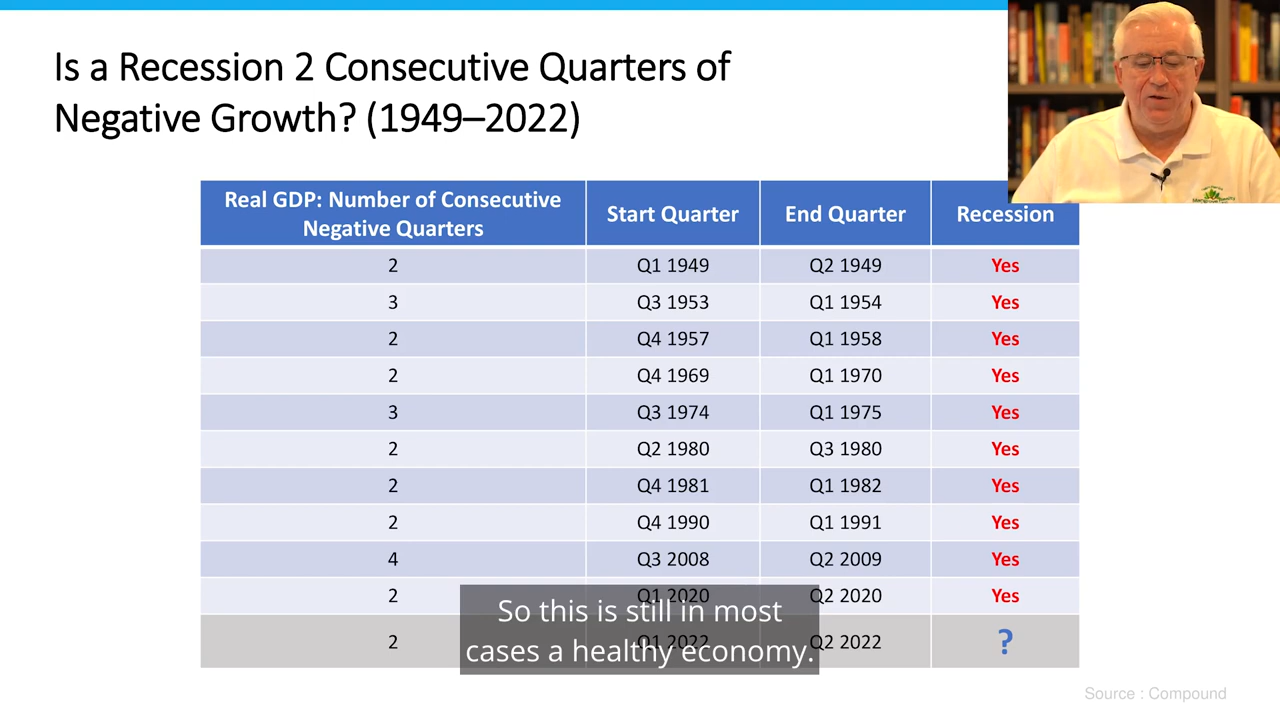 Is a Recession 2 Consecutive Quarters of
Negative Growth? (1949–2022)
Real GDP: Number of Consecutive
Negative Quarters
Start Quarter
End Quarter
Recession
2 Q1 1949 Q2 1949 Yes
3 Q3 1953 Q1 1954 Yes
2 Q4 1957 Q1 1958 Yes
2 Q4 1969 Q1 1970 Yes
3 Q3 1974 Q1 1975 Yes
2 Q2 1980 Q3 1980 Yes
2 Q4 1981 Q1 1982 Yes
2 Q4 1990 Q1 1991 Yes
4 Q3 2008 Q2 2009 Yes
2 Q1 2020 Q2 2020 Yes
2 Q1 2022 Q2 2022 ?
So this is still in most
cases a healthy economy.
Source : Compound